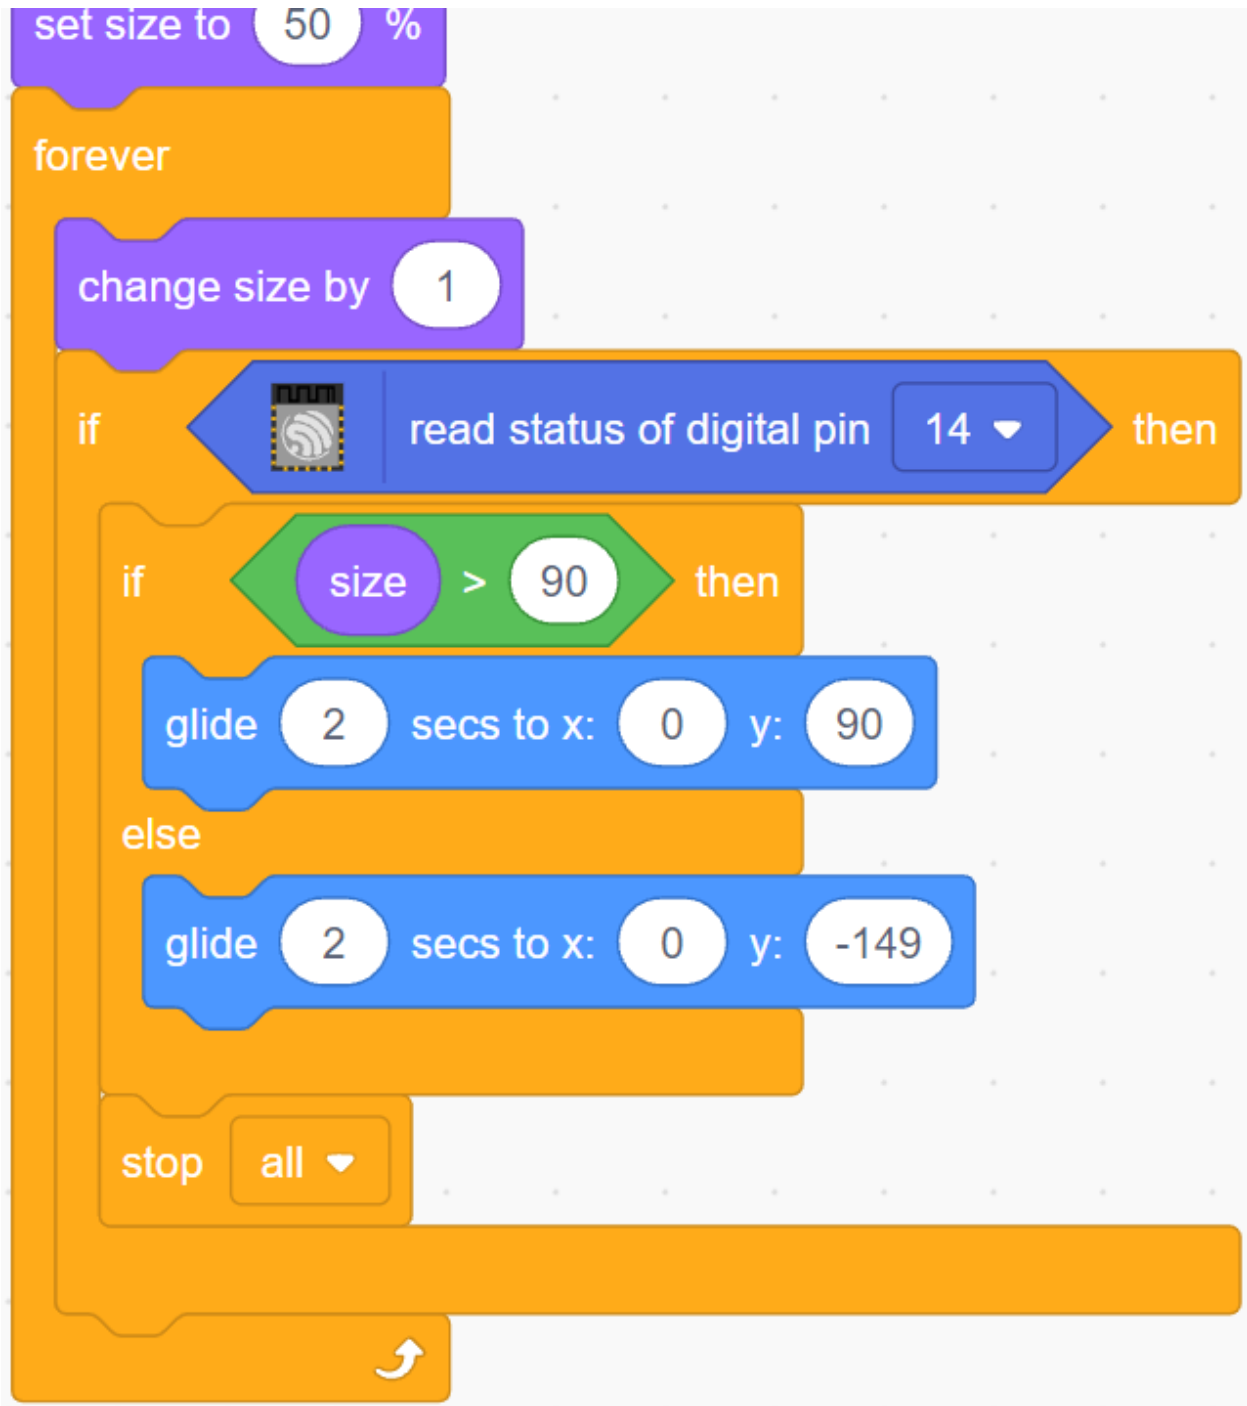 set size to 50 %
forever
change size by 1
if read status of digital pin 14 then
if size > 90 then
glide 2 secs to x: 0 y: 90
else
glide 2 secs to x: 0 y: -149
stop all